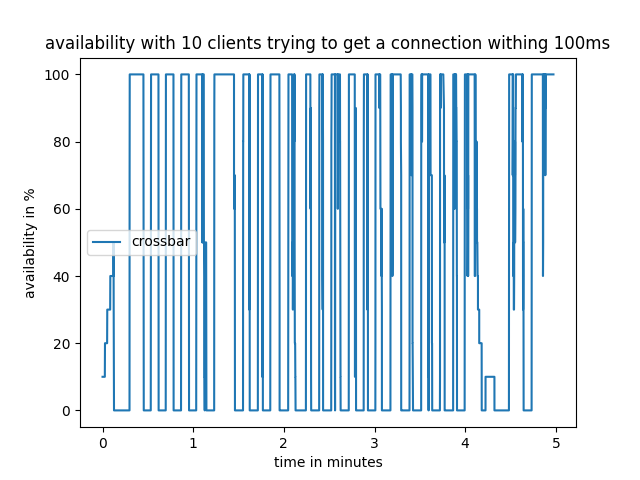 availability with 10 clients trying to get a connection withing 100ms
availability in %
100
80
60
40
20
0
crossbar
0 1 2 3 4 5
time in minutes